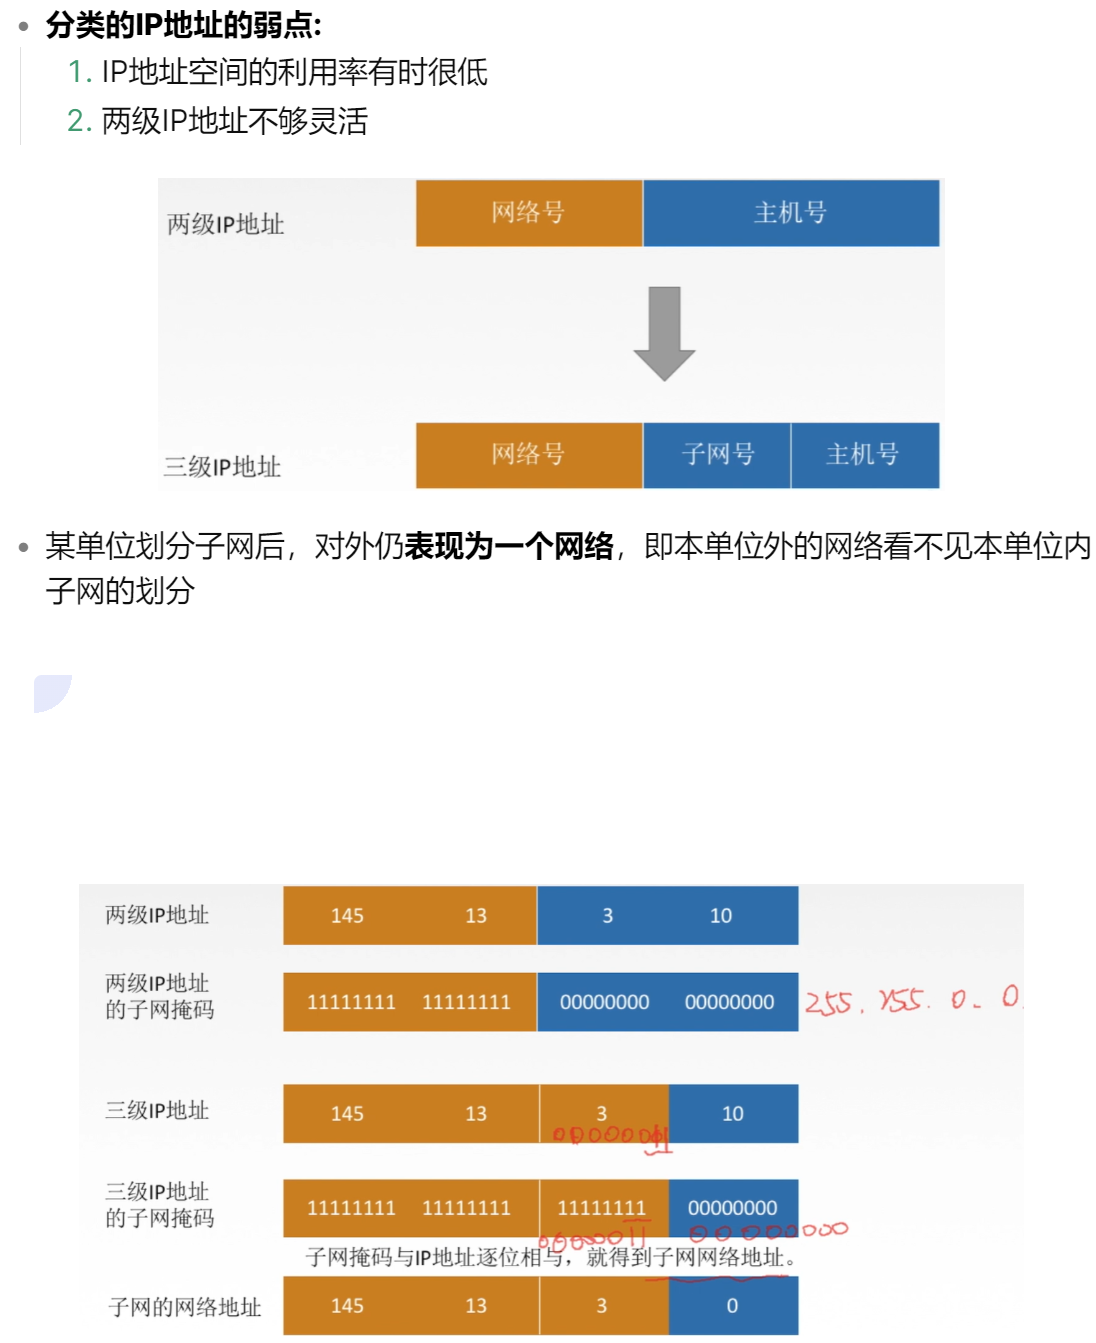 分类的IP地址的弱点:
1. IP地址空间的利用率有时很低
2. 两级IP地址不够灵活
两级IP地址 网络号 主机号
三级IP地址 网络号 子网号 主机号
某单位划分子网后，对外仍表现为一个网络，即本单位外的网络看不见本单位内
子网的划分
两级IP地址 145 13 3 10
两级IP地址
的子网掩码 11111111 11111111 00000000 00000000 255.255.0.0.
三级IP地址 145 13 3 10
三级IP地址
的子网掩码 11111111 11111111 11111111 00000000
00000011 00000000
子网掩码与IP地址逐位相与，就得到子网网络地址。
子网的网络地址 145 13 3 0